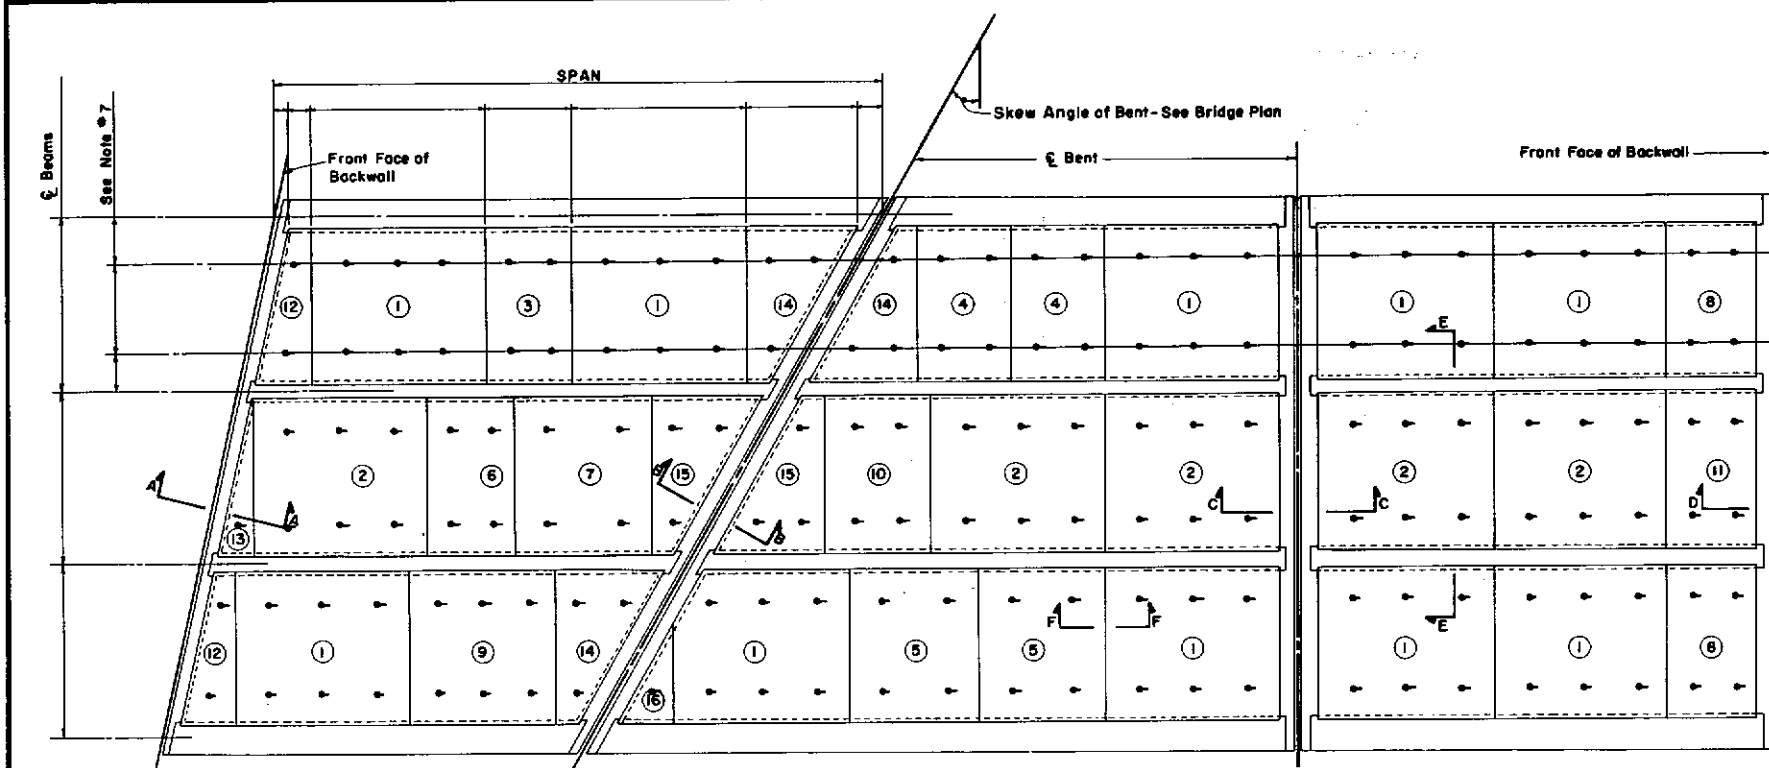 SPAN
Skew Angle of Bent-See Bridge Plan
℄ Beams
See Note #7
Front Face of
Backwall
℄ Bent
Front Face of Backwall
12 1 3 1 14 14 4 4 1 1 1 8
E
2 6 7 15 15 10 2 2 2 2 11
A A B B C C D
13
F F E
12 1 9 14 1 5 5 1 1 1 8
16